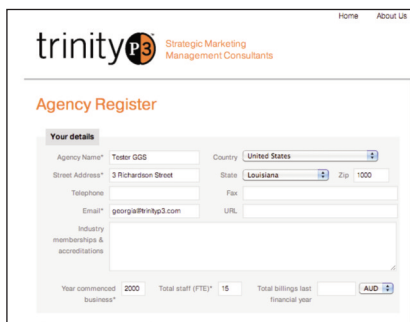 Home About Us
trinity P3 Strategic Marketing
Management Consultants
Agency Register
Your details
Agency Name* Tester GGS Country United States
Street Address* 3 Richardson Street State Louisiana Zip 1000
Telephone Fax
Email* georgia@trinityp3.com URL
Industry
memberships &
accreditations
Year commenced 2000 Total staff (FTE)* 15 Total billings last AUD
business* financial year